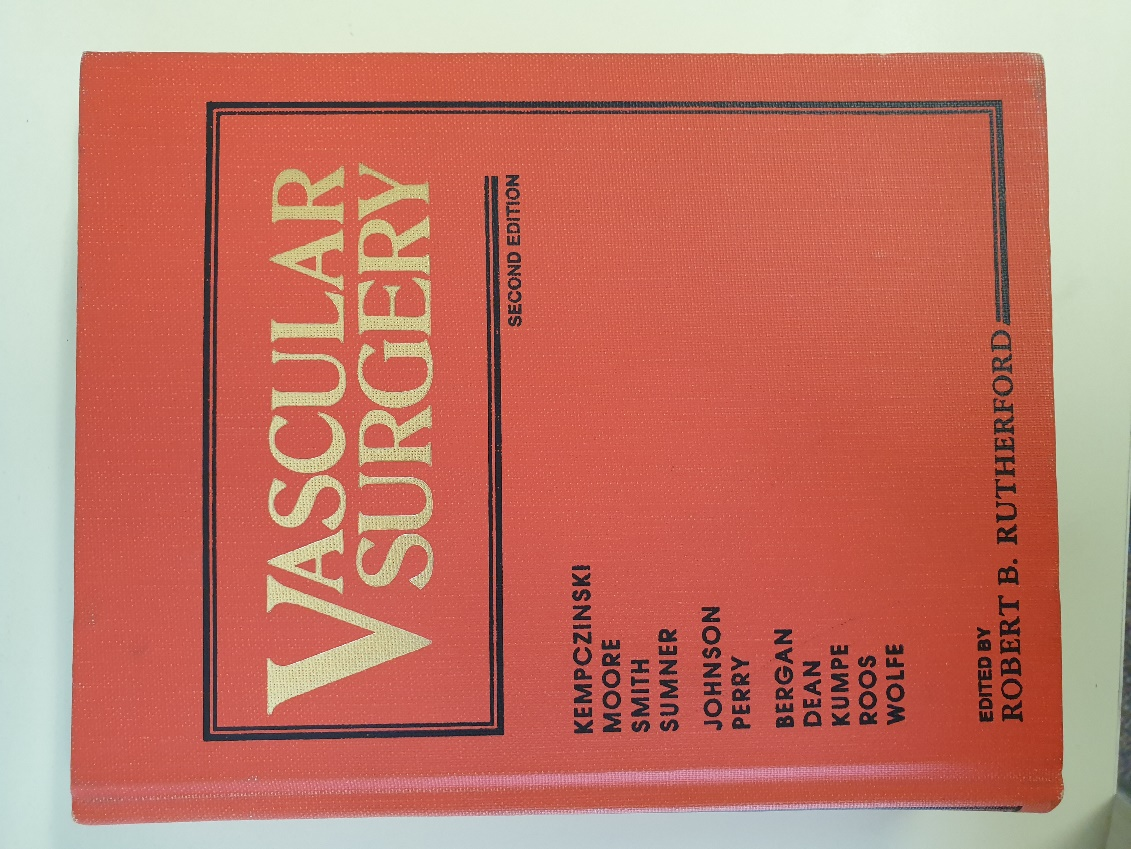 VASCULAR
SURGERY
SECOND EDITION
KEMPCZINSKI
MOORE
SMITH
SUMNER
JOHNSON
PERRY
BERGAN
DEAN
KUMPE
ROOS
WOLFE
EDITED BY
ROBERT B. RUTHERFORD